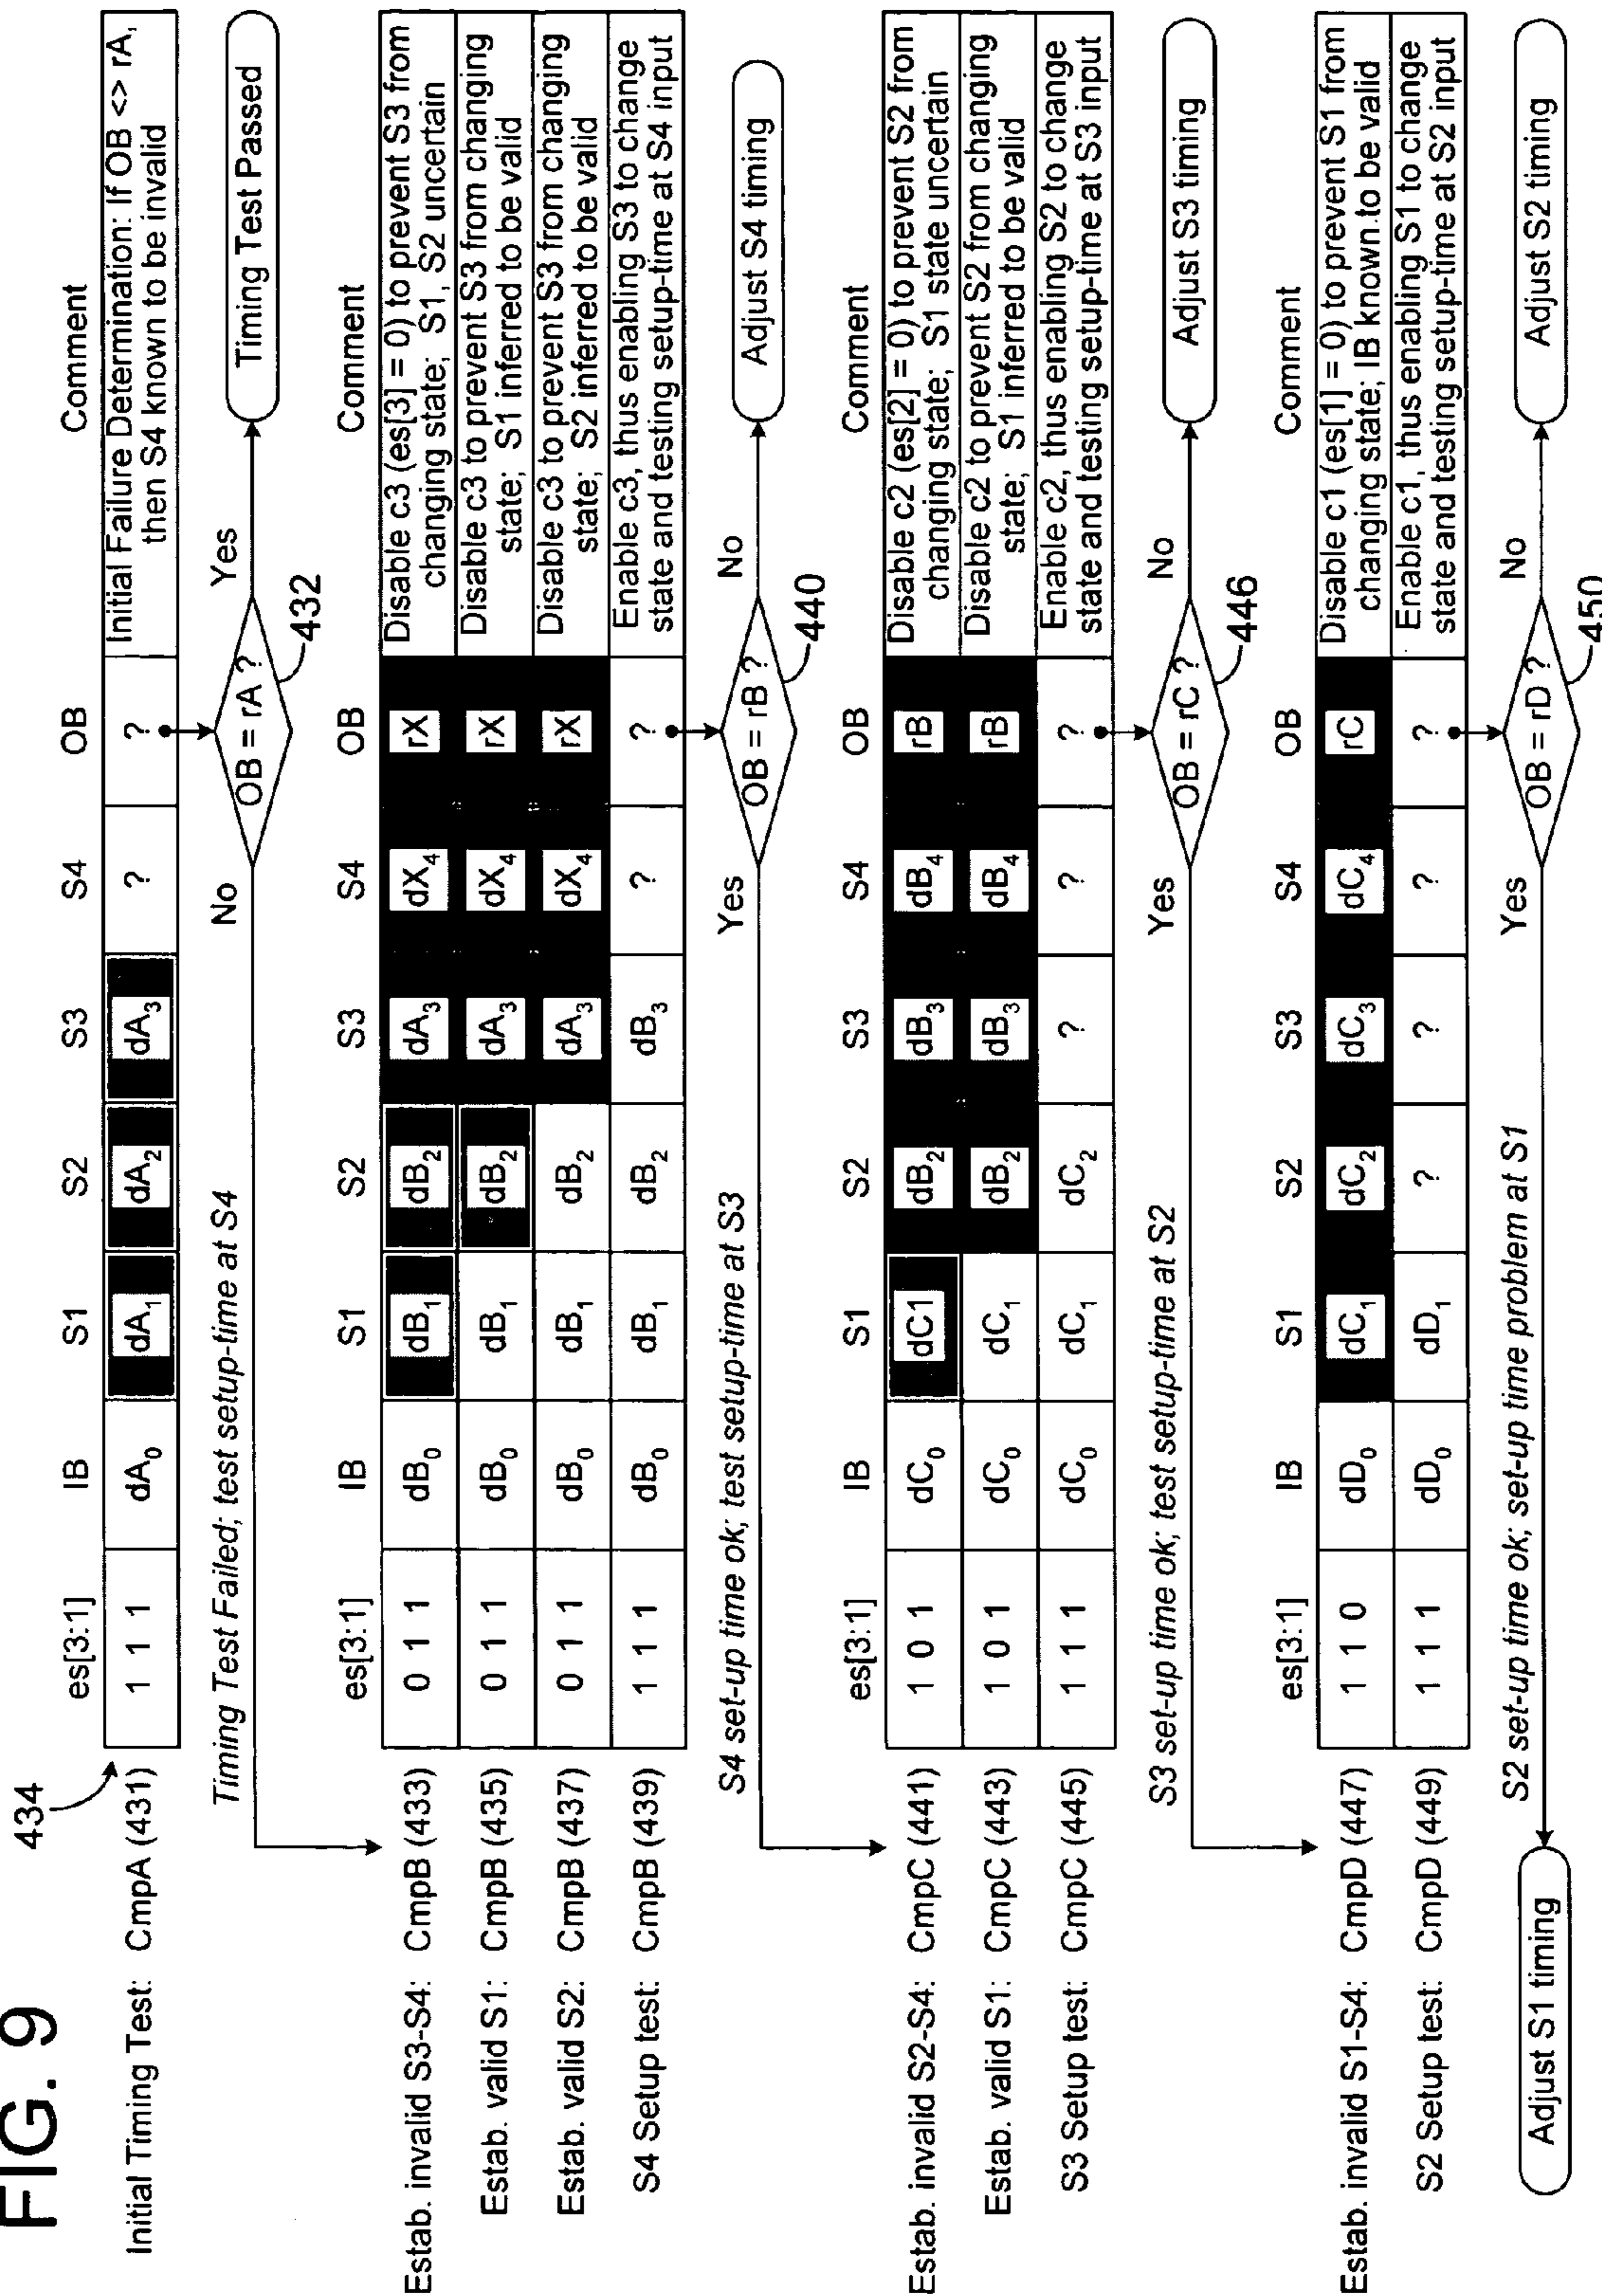 FIG. 9
434
es[3:1] IB S1 S2 S3 S4 OB Comment
Initial Timing Test: CmpA (431) 1 1 1 dA0 dA1 dA2 dA3 ? ? Initial Failure Determination: If OB <> rA,
then S4 known to be invalid
OB = rA ?
432
No
Yes
Timing Test Passed
Timing Test Failed; test setup-time at S4
es[3:1] IB S1 S2 S3 S4 OB Comment
Estab. invalid S3-S4: CmpB (433) 0 1 1 dB0 dB1 dB2 dA3 dX4 rX Disable c3 (es[3] = 0) to prevent S3 from
changing state; S1, S2 uncertain
Estab. valid S1: CmpB (435) 0 1 1 dB0 dB1 dB2 dA3 dX4 rX Disable c3 to prevent S3 from changing
state; S1 inferred to be valid
Estab. valid S2: CmpB (437) 0 1 1 dB0 dB1 dB2 dA3 dX4 rX Disable c3 to prevent S3 from changing
state; S2 inferred to be valid
S4 Setup test: CmpB (439) 1 1 1 dB0 dB1 dB2 dB3 ? ? Enable c3, thus enabling S3 to change
state and testing setup-time at S4 input
OB = rB ?
440
Yes
No
Adjust S4 timing
S4 set-up time ok; test setup-time at S3
es[3:1] IB S1 S2 S3 S4 OB Comment
Estab. invalid S2-S4: CmpC (441) 1 0 1 dC0 dC1 dB2 dB3 dB4 rB Disable c2 (es[2] = 0) to prevent S2 from
changing state; S1 state uncertain
Estab. valid S1: CmpC (443) 1 0 1 dC0 dC1 dB2 dB3 dB4 rB Disable c2 to prevent S2 from changing
state; S1 inferred to be valid
S3 Setup test: CmpC (445) 1 1 1 dC0 dC1 dC2 ? ? ? Enable c2, thus enabling S2 to change
state and testing setup-time at S3 input
OB = rC ?
446
Yes
No
Adjust S3 timing
S3 set-up time ok; test setup-time at S2
es[3:1] IB S1 S2 S3 S4 OB Comment
Estab. invalid S1-S4: CmpD (447) 1 1 0 dD0 dC1 dC2 dC3 dC4 rC Disable c1 (es[1] = 0) to prevent S1 from
changing state; IB known to be valid
S2 Setup test: CmpD (449) 1 1 1 dD0 dD1 ? ? ? ? Enable c1, thus enabling S1 to change
state and testing setup-time at S2 input
OB = rD ?
450
Yes
No
Adjust S2 timing
S2 set-up time ok; set-up time problem at S1
Adjust S1 timing